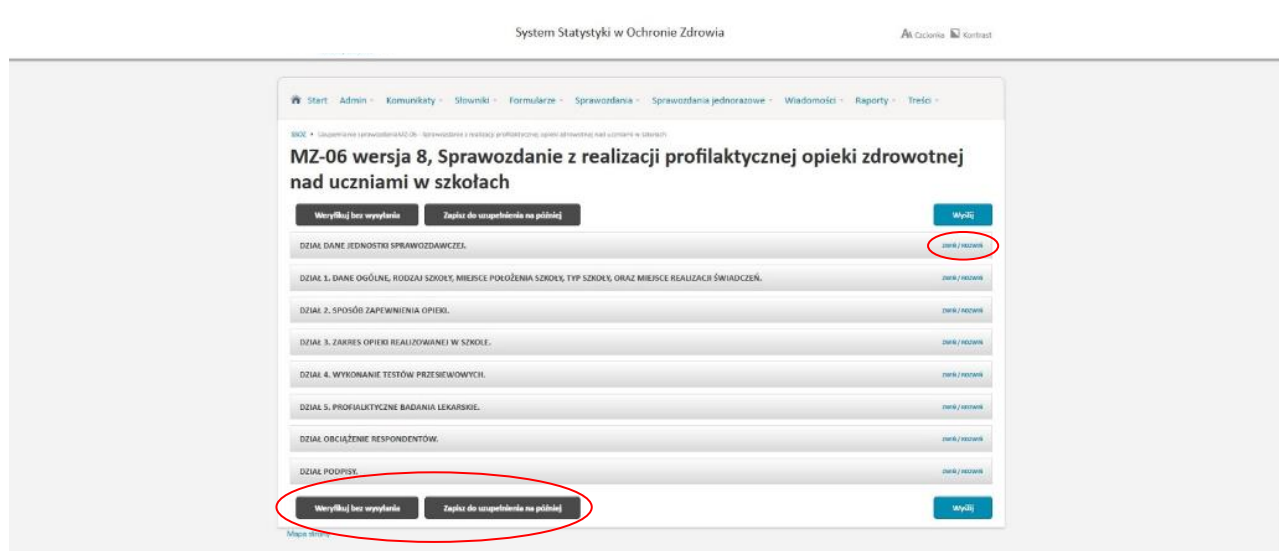 System Statystyki w Ochronie Zdrowia
AA Czcionka Kontrast
Start Admin Komunikaty Słowniki Formularze Sprawozdania Sprawozdania jednorazowe Wiadomości Raporty Treści
MZ-06 wersja 8, Sprawozdanie z realizacji profilaktycznej opieki zdrowotnej
nad uczniami w szkołach
Weryfikuj bez wysyłania Zapisz do uzupełnienia na później Wyślij
DZIAŁ DANE JEDNOSTKI SPRAWOZDAWCZEJ. zwiń / rozwiń
DZIAŁ 1. DANE OGÓLNE, RODZAJ SZKOŁY, MIEJSCE POŁOŻENIA SZKOŁY, TYP SZKOŁY, ORAZ MIEJSCE REALIZACJI ŚWIADCZEŃ. zwiń / rozwiń
DZIAŁ 2. SPOSÓB ZAPEWNIENIA OPIEKI. zwiń / rozwiń
DZIAŁ 3. ZAKRES OPIEKI REALIZOWANEJ W SZKOLE. zwiń / rozwiń
DZIAŁ 4. WYKONANIE TESTÓW PRZESIEWOWYCH. zwiń / rozwiń
DZIAŁ 5. PROFIALKTYCZNE BADANIA LEKARSKIE. zwiń / rozwiń
DZIAŁ OBCIĄŻENIE RESPONDENTÓW. zwiń / rozwiń
DZIAŁ PODPISY. zwiń / rozwiń
Weryfikuj bez wysyłania Zapisz do uzupełnienia na później Wyślij
Mapa strony